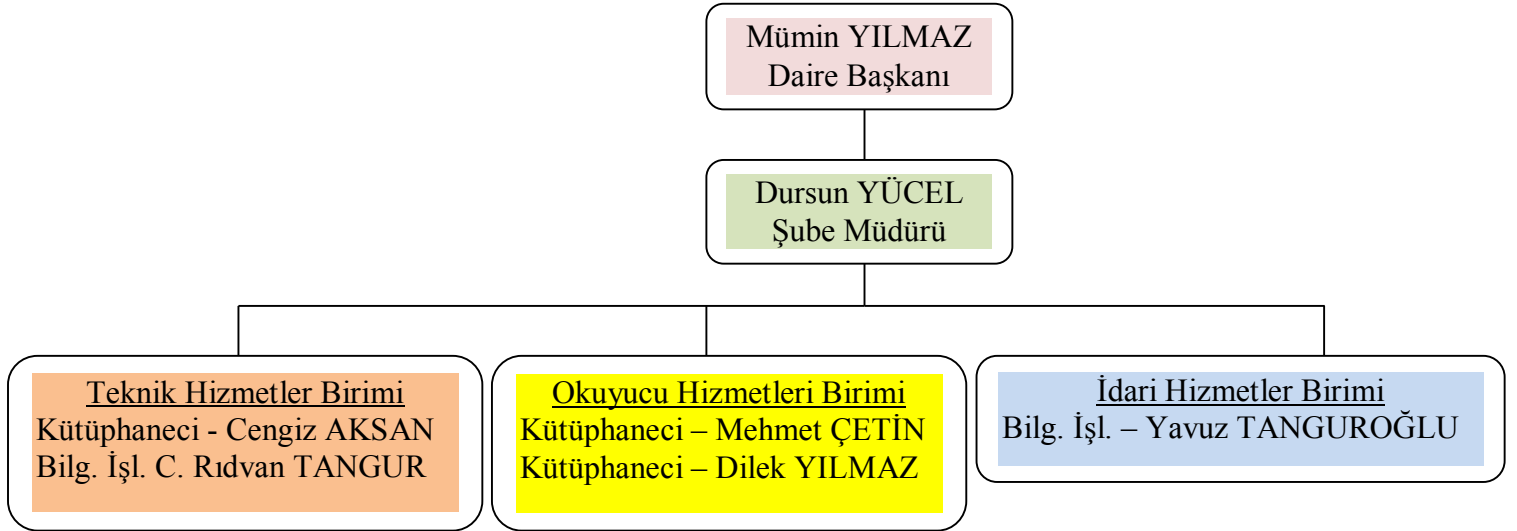 Mümin YILMAZ
Daire Başkanı
Dursun YÜCEL
Şube Müdürü
Teknik Hizmetler Birimi
Kütüphaneci - Cengiz AKSAN
Bilg. İşl. C. Rıdvan TANGUR
Okuyucu Hizmetleri Birimi
Kütüphaneci – Mehmet ÇETİN
Kütüphaneci – Dilek YILMAZ
İdari Hizmetler Birimi
Bilg. İşl. – Yavuz TANGUROĞLU